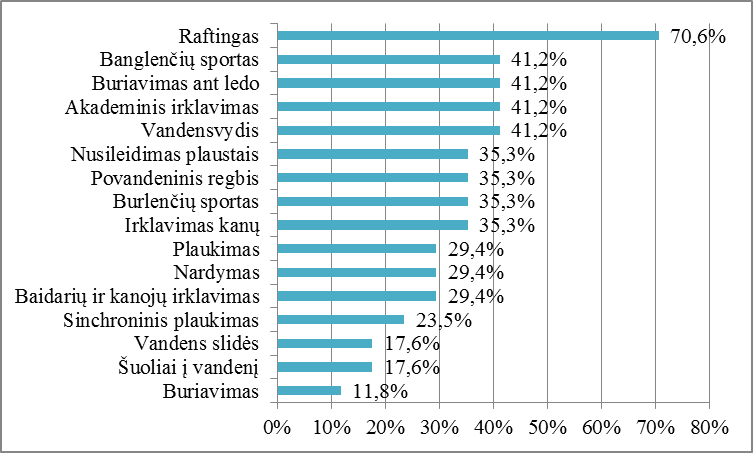 Raftingas 70,6%
Banglenčių sportas 41,2%
Buriavimas ant ledo 41,2%
Akademinis irklavimas 41,2%
Vandensvydis 41,2%
Nusileidimas plaustais 35,3%
Povandeninis regbis 35,3%
Burlenčių sportas 35,3%
Irklavimas kanų 35,3%
Plaukimas 29,4%
Nardymas 29,4%
Baidarių ir kanojų irklavimas 29,4%
Sinchroninis plaukimas 23,5%
Vandens slidės 17,6%
Šuoliai į vandenį 17,6%
Buriavimas 11,8%
0% 10% 20% 30% 40% 50% 60% 70% 80%